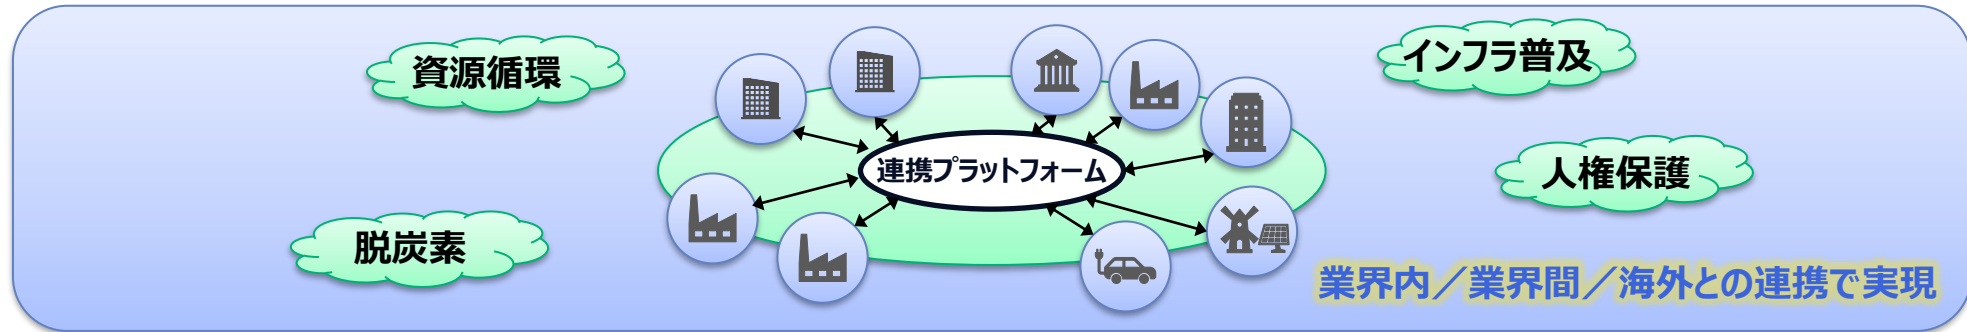 資源循環
インフラ普及
連携プラットフォーム
人権保護
脱炭素
業界内／業界間／海外との連携で実現